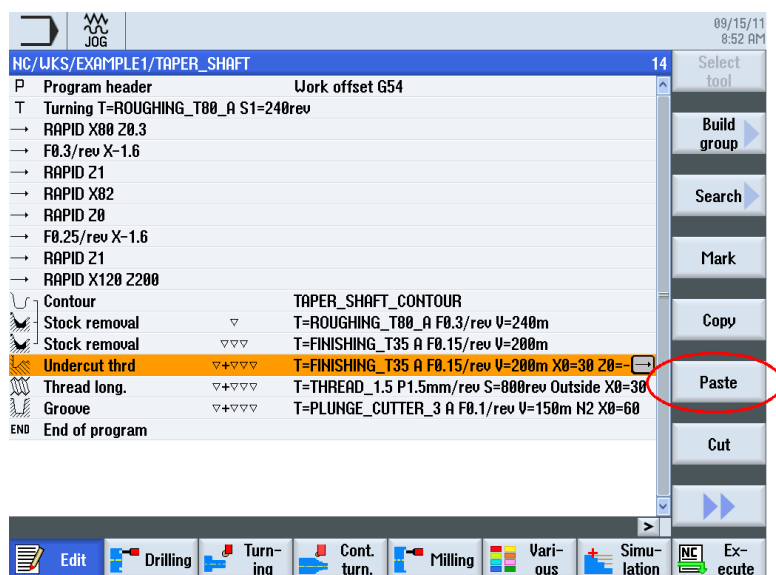 JOG
09/15/11
8:52 AM
NC/WKS/EXAMPLE1/TAPER_SHAFT 14
P Program header Work offset G54
T Turning T=ROUGHING_T80_A S1=240rev
→ RAPID X80 Z0.3
→ F0.3/rev X-1.6
→ RAPID Z1
→ RAPID X82
→ RAPID Z0
→ F0.25/rev X-1.6
→ RAPID Z1
→ RAPID X120 Z200
Contour TAPER_SHAFT_CONTOUR
Stock removal ▽ T=ROUGHING_T80_A F0.3/rev V=240m
Stock removal ▽▽▽ T=FINISHING_T35 A F0.15/rev V=200m
Undercut thrd ▽+▽▽▽ T=FINISHING_T35 A F0.15/rev V=200m X0=30 Z0=-
Thread long. ▽+▽▽▽ T=THREAD_1.5 P1.5mm/rev S=800rev Outside X0=30
Groove ▽+▽▽▽ T=PLUNGE_CUTTER_3 A F0.1/rev V=150m N2 X0=60
END End of program
Select
tool
Build
group
Search
Mark
Copy
Paste
Cut
Edit
Drilling
Turn-
ing
Cont.
turn.
Milling
Vari-
ous
Simu-
lation
NC
Ex-
ecute